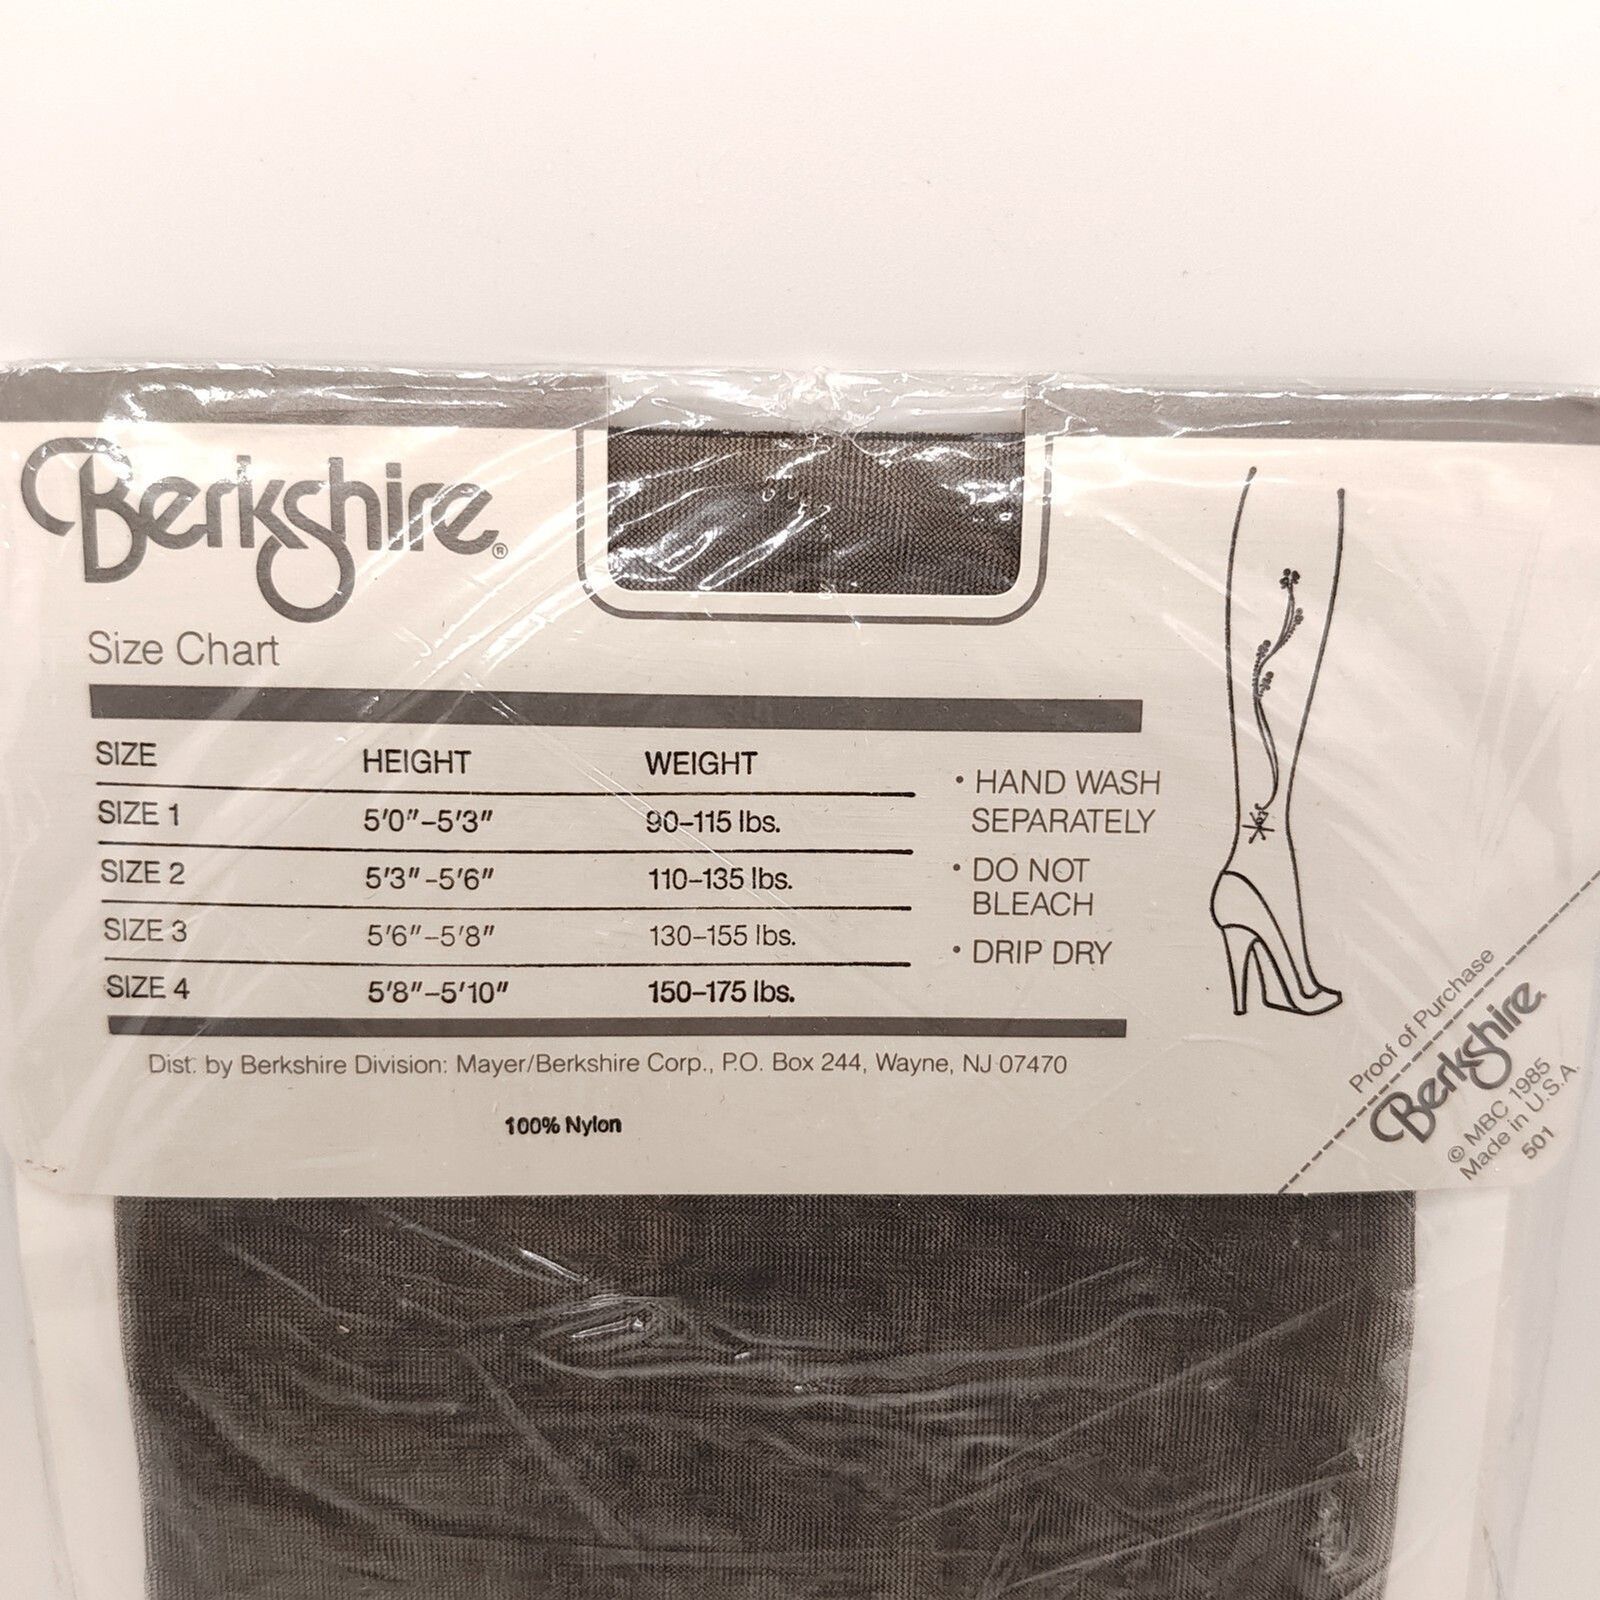 Berkshire®
Size Chart
SIZE HEIGHT WEIGHT
SIZE 1 5'0"-5'3" 90-115 lbs.
SIZE 2 5'3"-5'6" 110-135 lbs.
SIZE 3 5'6"-5'8" 130-155 lbs.
SIZE 4 5'8"-5'10" 150-175 lbs.
• HAND WASH
SEPARATELY
• DO NOT
BLEACH
• DRIP DRY
Dist. by Berkshire Division: Mayer/Berkshire Corp., P.O. Box 244, Wayne, NJ 07470
100% Nylon
Proof of Purchase
Berkshire
© MBC 1985
Made in U.S.A.
501